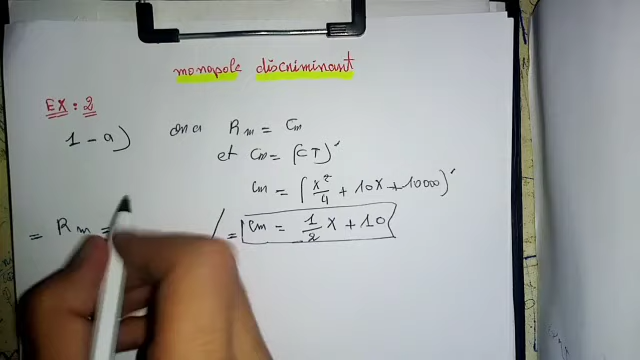 monopole discriminant
EX : 2
1 - a) on a Rm = Cm
et Cm = (CT)'
Cm = (x²/4 + 10x + 10000)'
= Rm = / = Cm = 1/2 x + 10